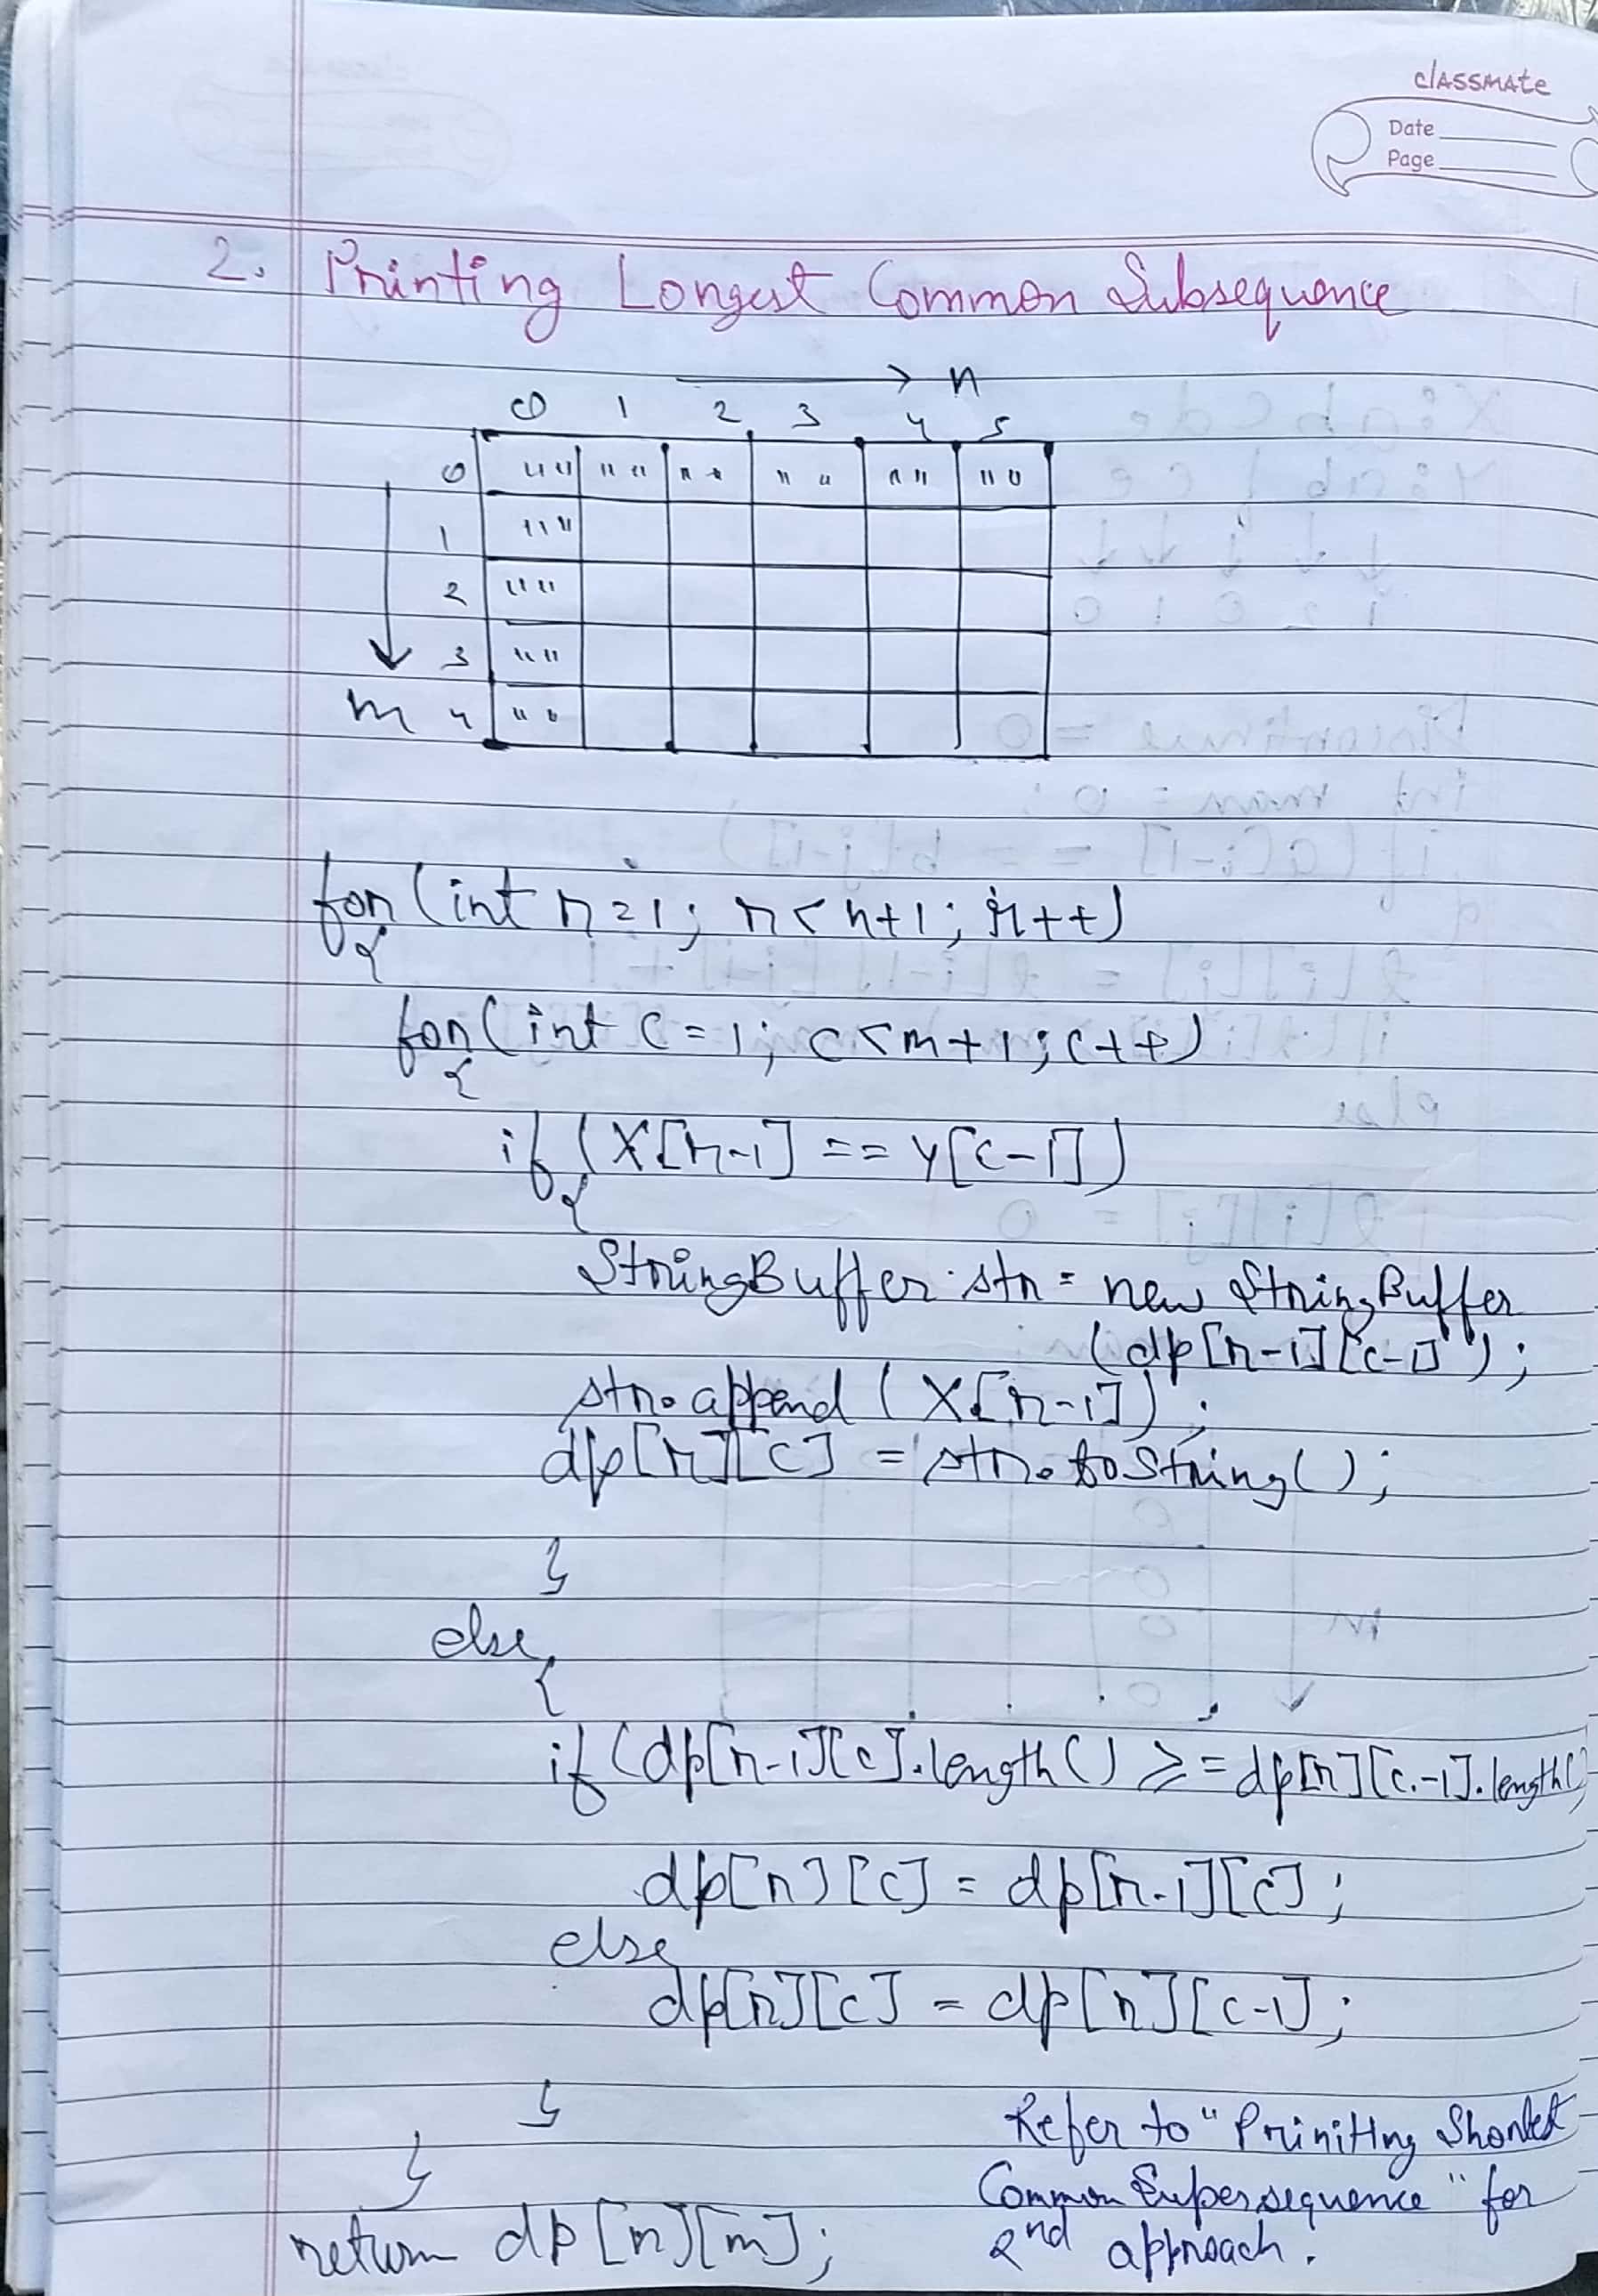 classmate
Date
Page
2. Printing Longest Common Subsequence
→ n
0 1 2 3 4 5
0 "" "" "" "" "" ""
1 ""
2 ""
3 ""
m 4 ""
for(int r=1; r<n+1; r++)
{
for(int c=1; c<m+1; c++)
{
if (X[r-1] == Y[c-1])
{
StringBuffer str = new StringBuffer
(dp[r-1][c-1]);
str.append(X[r-1]);
dp[r][c] = str.toString();
}
else
{
if(dp[r-1][c].length() >= dp[r][c-1].length()
dp[r][c] = dp[r-1][c];
else
dp[r][c] = dp[r][c-1];
}
}
return dp[n][m];
Refer to "Prinitting Shortest
Common Supersequence" for
2nd approach.